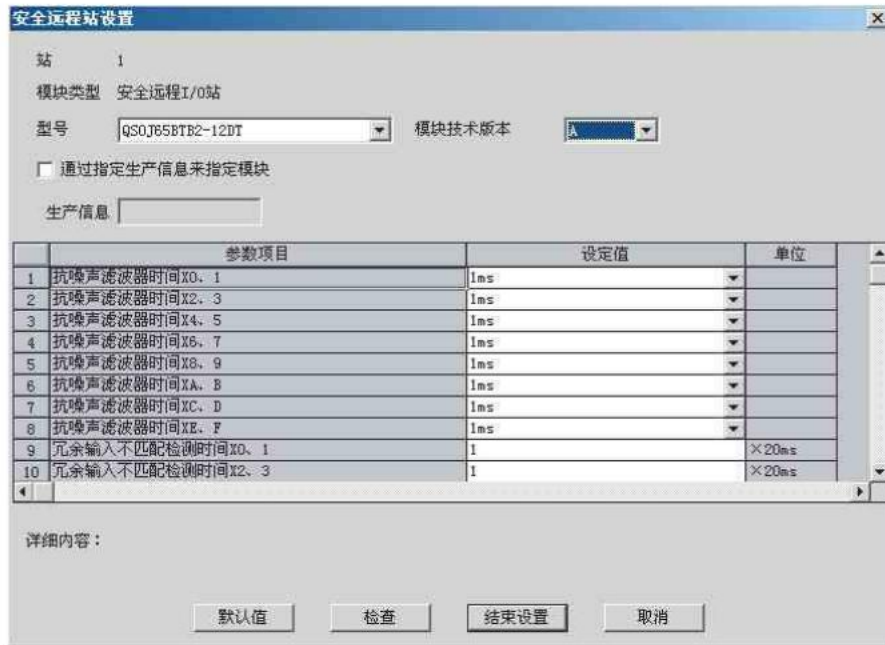 安全远程站设置
站 1
模块类型 安全远程I/O站
型号 QS0J65BTB2-12DT 模块技术版本 A
通过指定生产信息来指定模块
生产信息
参数项目 设定值 单位
1 抗噪声滤波器时间X0、1 1ms
2 抗噪声滤波器时间X2、3 1ms
3 抗噪声滤波器时间X4、5 1ms
4 抗噪声滤波器时间X6、7 1ms
5 抗噪声滤波器时间X8、9 1ms
6 抗噪声滤波器时间XA、B 1ms
7 抗噪声滤波器时间XC、D 1ms
8 抗噪声滤波器时间XE、F 1ms
9 冗余输入不匹配检测时间X0、1 1 ×20ms
10 冗余输入不匹配检测时间X2、3 1 ×20ms
详细内容：
默认值 检查 结束设置 取消